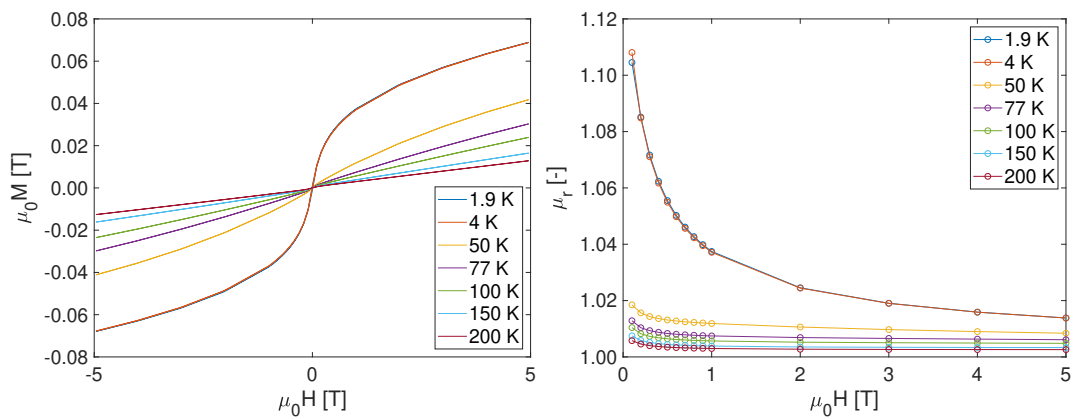 0.08
0.06
0.04
0.02
0.00
-0.02
-0.04
-0.06
-0.08
μ₀M [T]
-5
0
5
μ₀H [T]
1.9 K
4 K
50 K
77 K
100 K
150 K
200 K
1.12
1.10
1.08
1.06
1.04
1.02
1.00
μᵣ [-]
0
1
2
3
4
5
μ₀H [T]
1.9 K
4 K
50 K
77 K
100 K
150 K
200 K